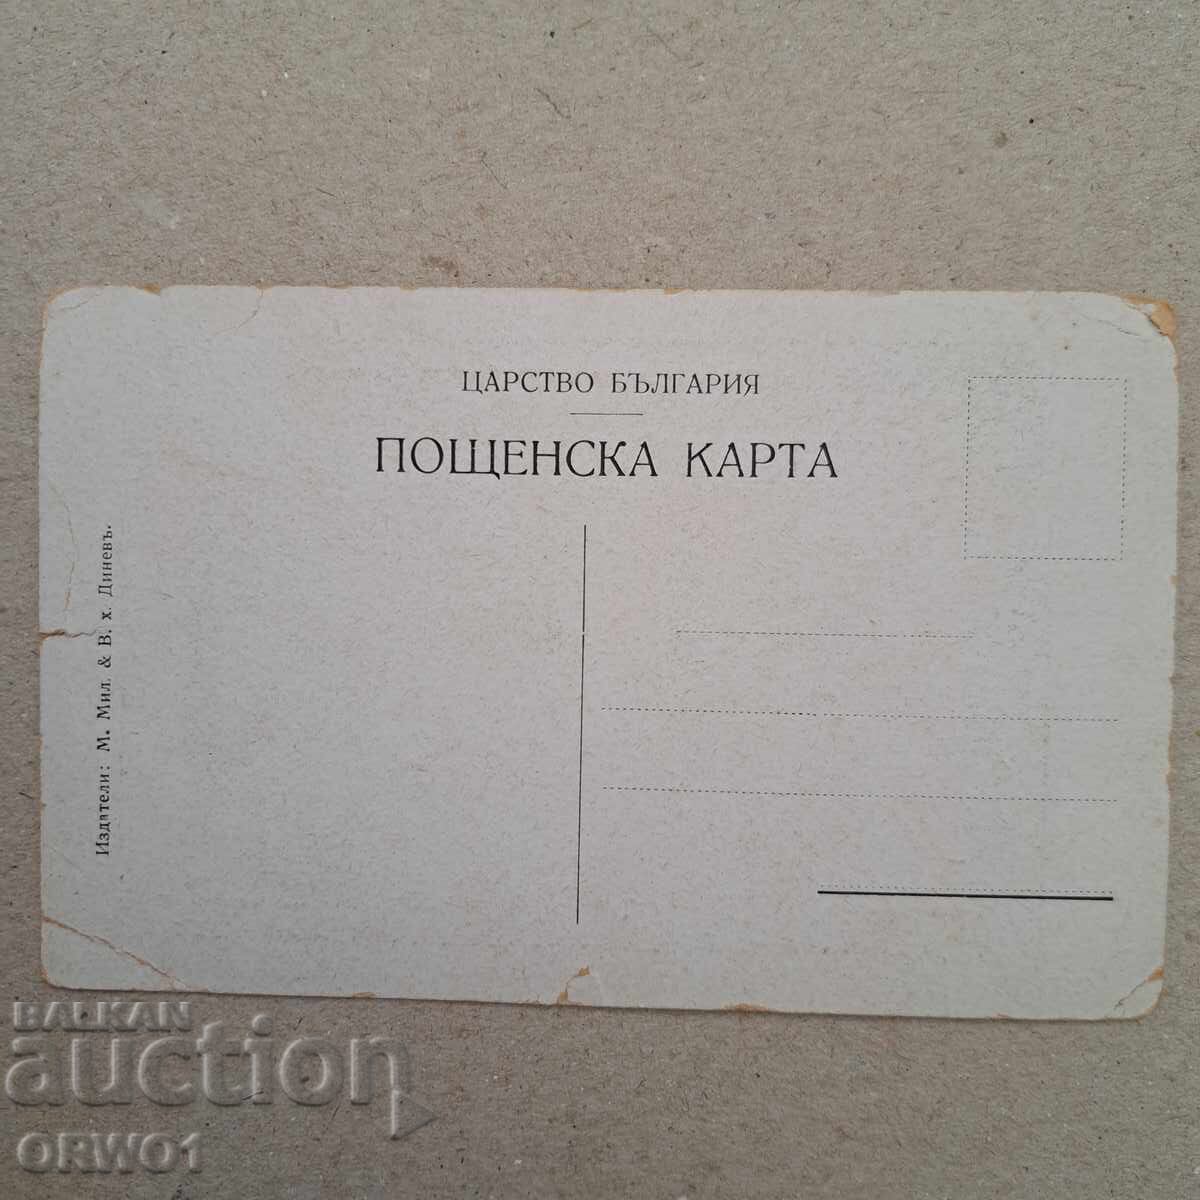 ЦАРСТВО БЪЛГАРИЯ
ПОЩЕНСКА КАРТА
Издатели: М. Мил. & В. х. Диневъ.
BALKAN
auction
ORWO1